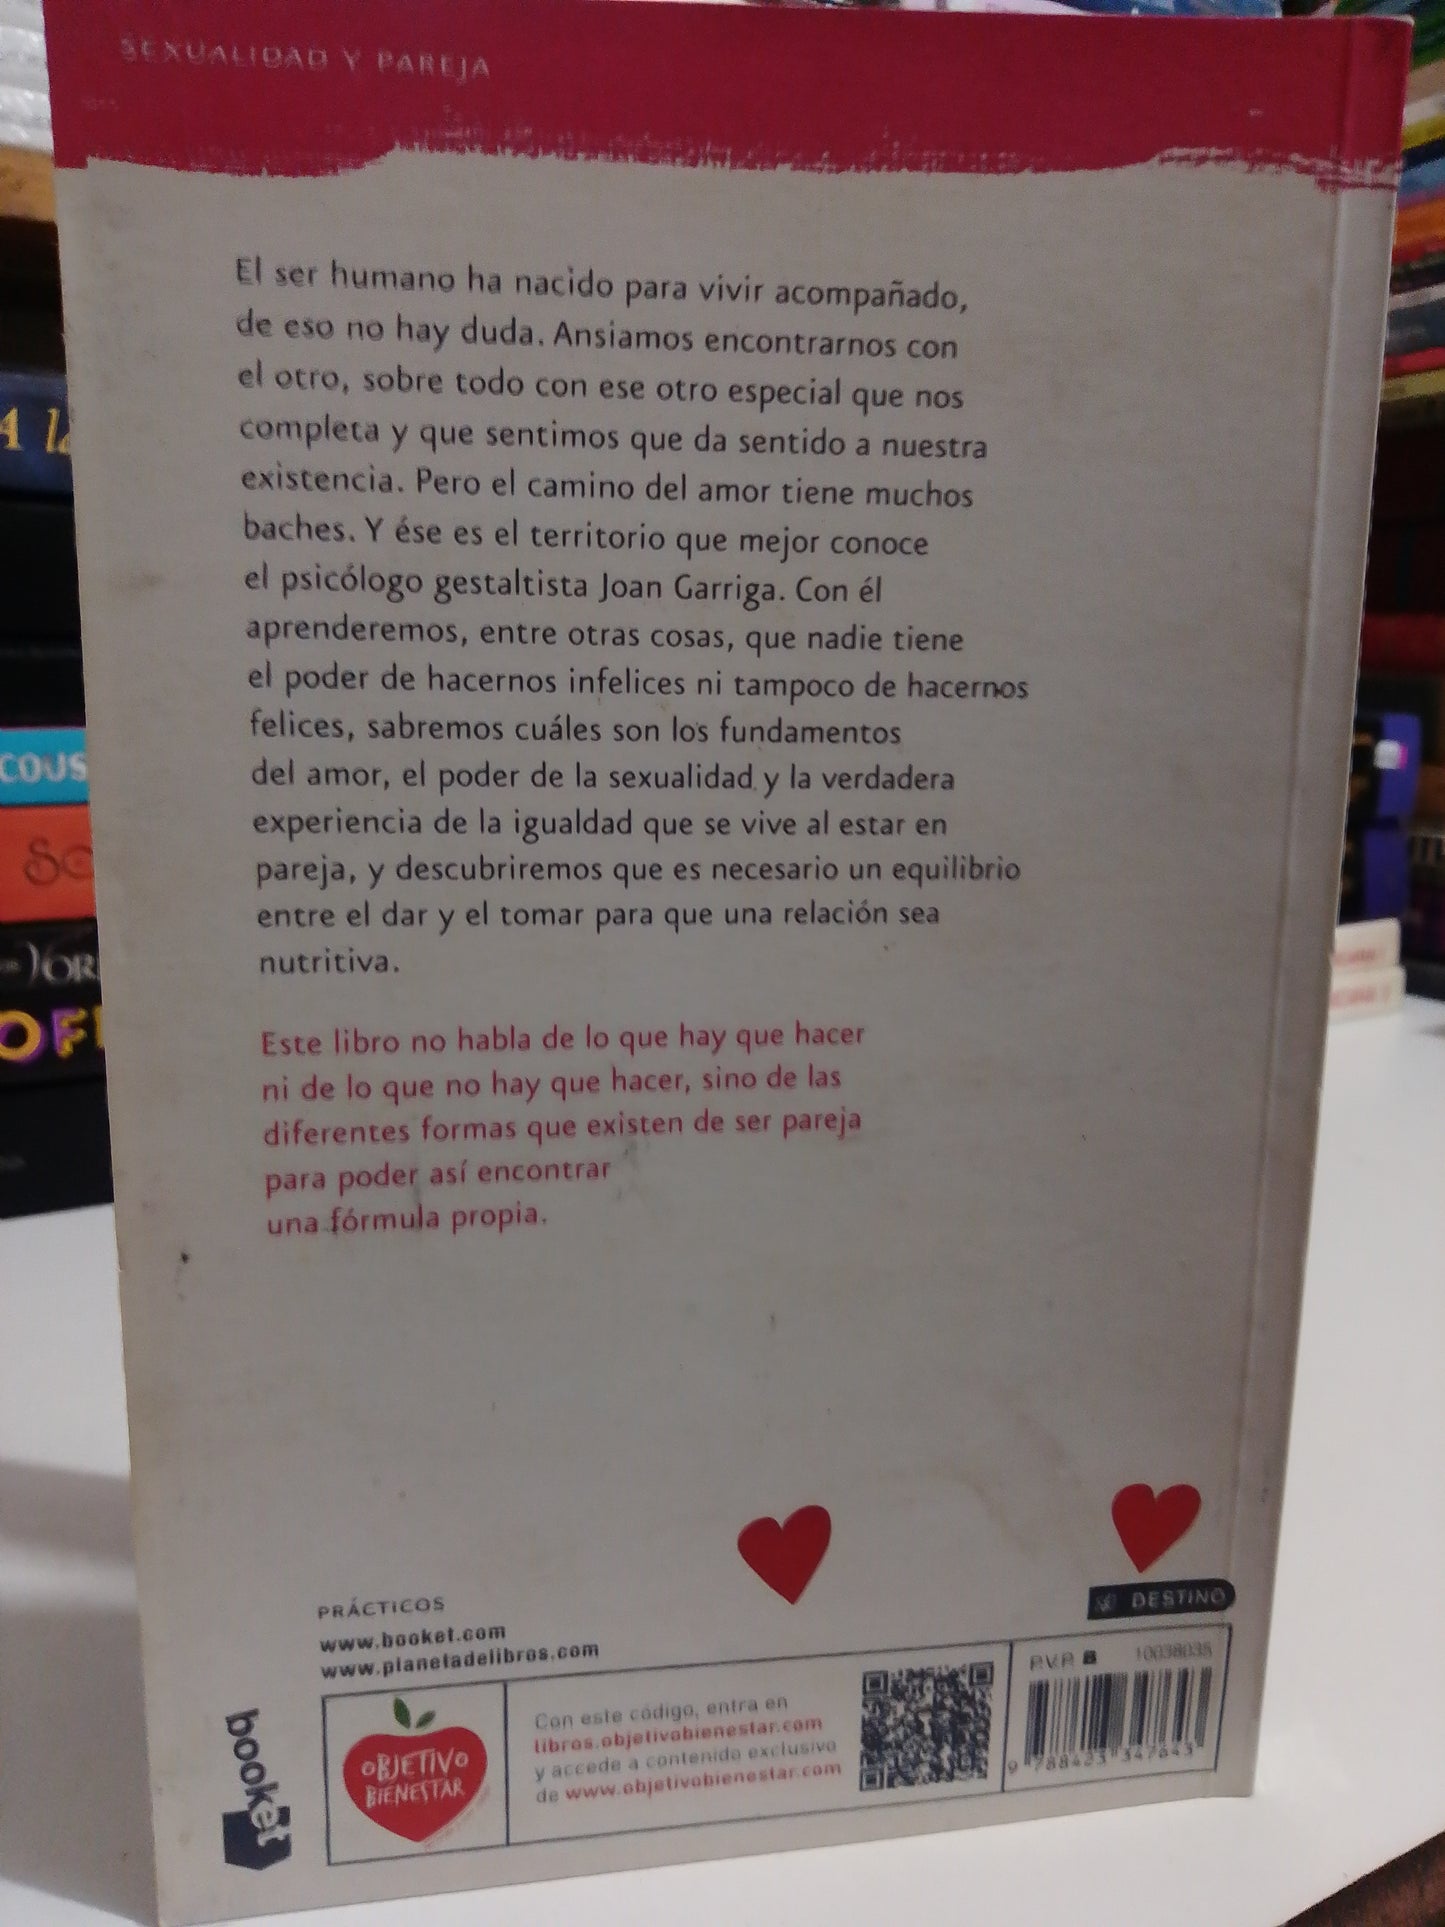 SEXUALIDAD Y PAREJA
El ser humano ha nacido para vivir acompañado,
de eso no hay duda. Ansiamos encontrarnos con
el otro, sobre todo con ese otro especial que nos
completa y que sentimos que da sentido a nuestra
existencia. Pero el camino del amor tiene muchos
baches. Y ése es el territorio que mejor conoce
el psicólogo gestaltista Joan Garriga. Con él
aprenderemos, entre otras cosas, que nadie tiene
el poder de hacernos infelices ni tampoco de hacernos
felices, sabremos cuáles son los fundamentos
del amor, el poder de la sexualidad y la verdadera
experiencia de la igualdad que se vive al estar en
pareja, y descubriremos que es necesario un equilibrio
entre el dar y el tomar para que una relación sea
nutritiva.
Este libro no habla de lo que hay que hacer
ni de lo que no hay que hacer, sino de las
diferentes formas que existen de ser pareja
para poder así encontrar
una fórmula propia.
PRÁCTICOS
www.booket.com
www.planetadelibros.com
DESTINO
booket
OBJETIVO
BIENESTAR
Con este código, entra en
libros.objetivobienestar.com
y accede a contenido exclusivo
de www.objetivobienestar.com
P.V.P. B 10038035
9 788423 347643
A la
COUS
SO
VOR
OFI